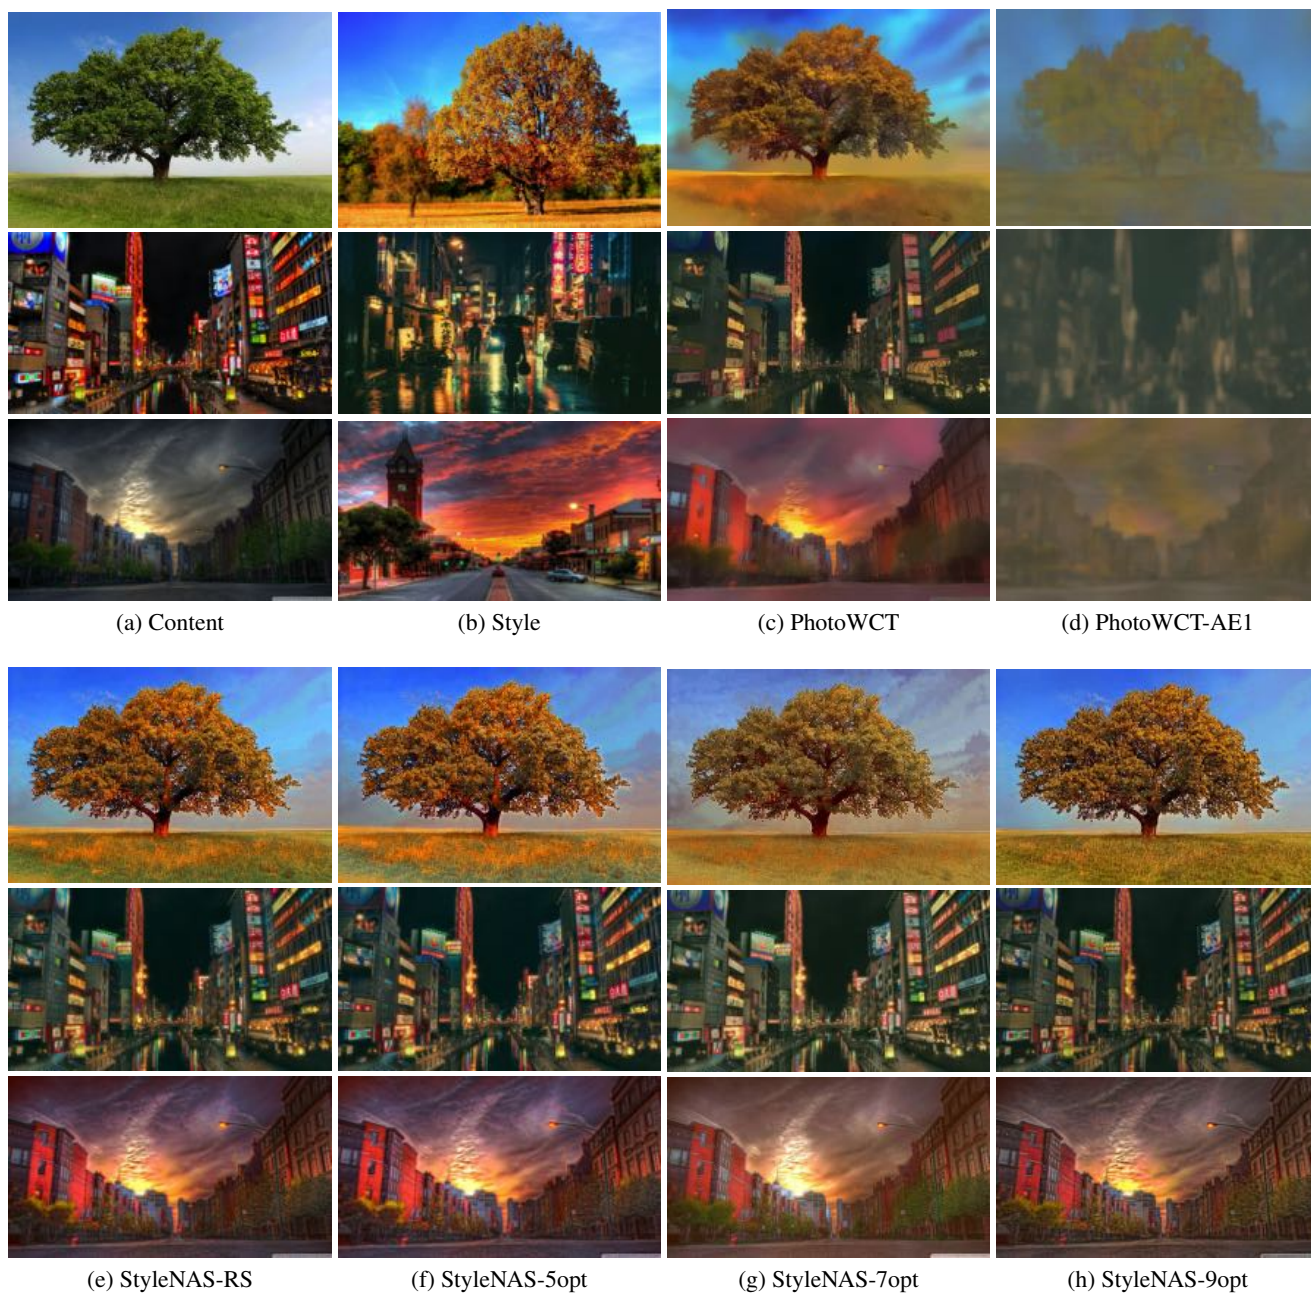 (a) Content
(b) Style
(c) PhotoWCT
(d) PhotoWCT-AE1
(e) StyleNAS-RS
(f) StyleNAS-5opt
(g) StyleNAS-7opt
(h) StyleNAS-9opt